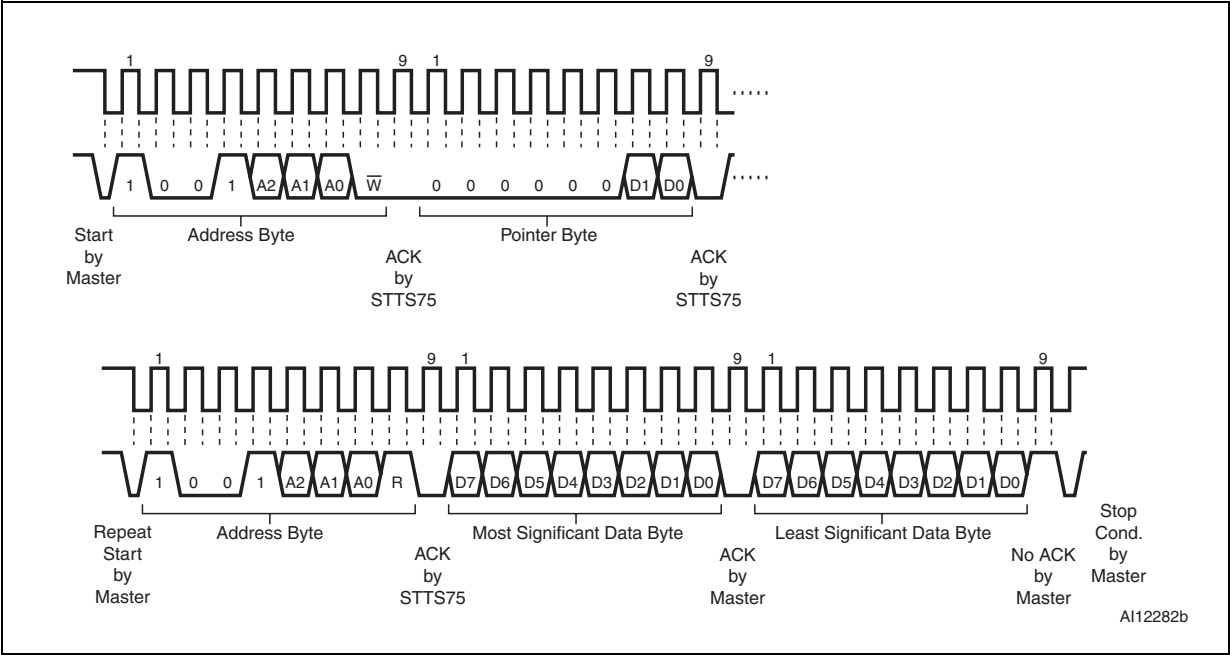 1 9 1 9
1 0 0 1 A2 A1 A0 W̅ 0 0 0 0 0 0 D1 D0
Start
by
Master
Address Byte
ACK
by
STTS75
Pointer Byte
ACK
by
STTS75
1 9 1 9 1 9
1 0 0 1 A2 A1 A0 R D7 D6 D5 D4 D3 D2 D1 D0 D7 D6 D5 D4 D3 D2 D1 D0
Repeat
Start
by
Master
Address Byte
ACK
by
STTS75
Most Significant Data Byte
ACK
by
Master
Least Significant Data Byte
No ACK
by
Master
Stop
Cond.
by
Master
AI12282b